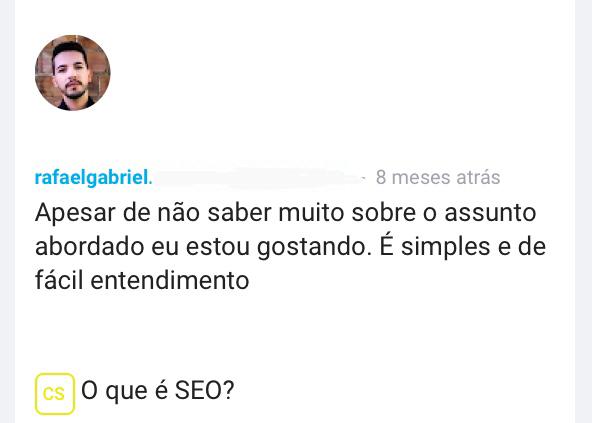 rafaelgabriel. - 8 meses atrás
Apesar de não saber muito sobre o assunto
abordado eu estou gostando. É simples e de
fácil entendimento
CS O que é SEO?